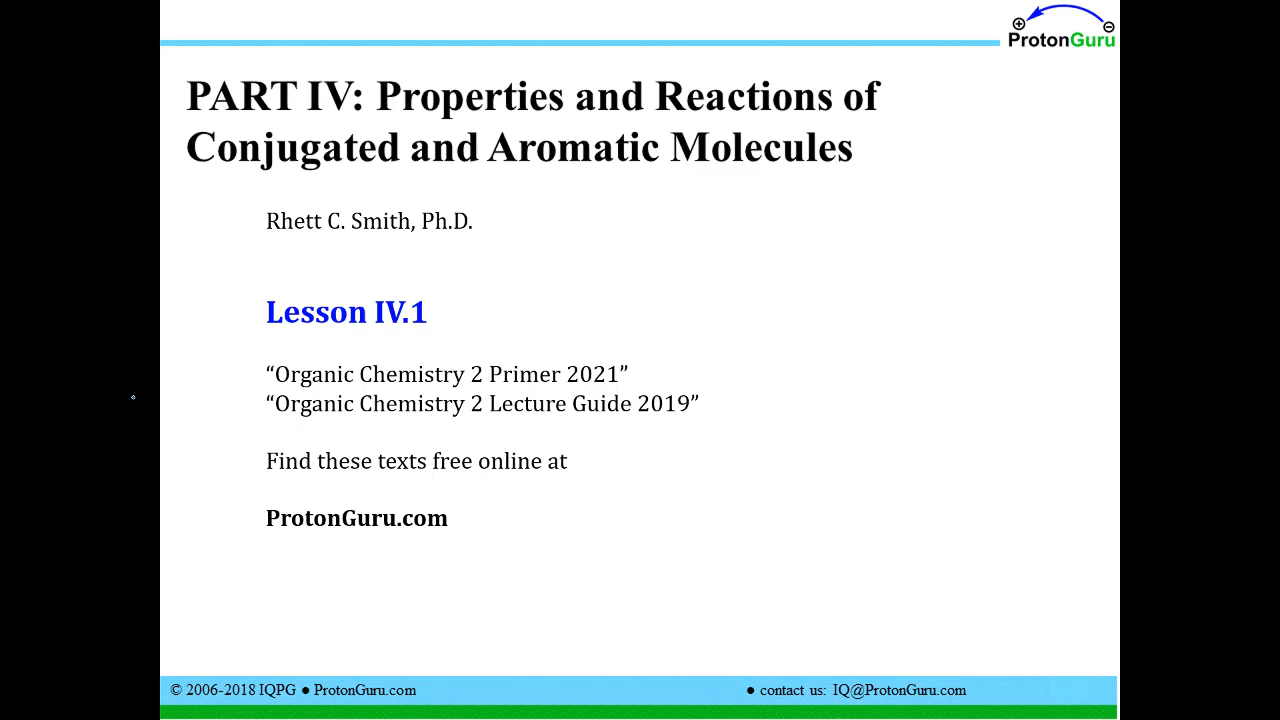 ⊕ ⊖
ProtonGuru
PART IV: Properties and Reactions of
Conjugated and Aromatic Molecules
Rhett C. Smith, Ph.D.
Lesson IV.1
“Organic Chemistry 2 Primer 2021”
“Organic Chemistry 2 Lecture Guide 2019”
Find these texts free online at
ProtonGuru.com
© 2006-2018 IQPG ● ProtonGuru.com ● contact us: IQ@ProtonGuru.com